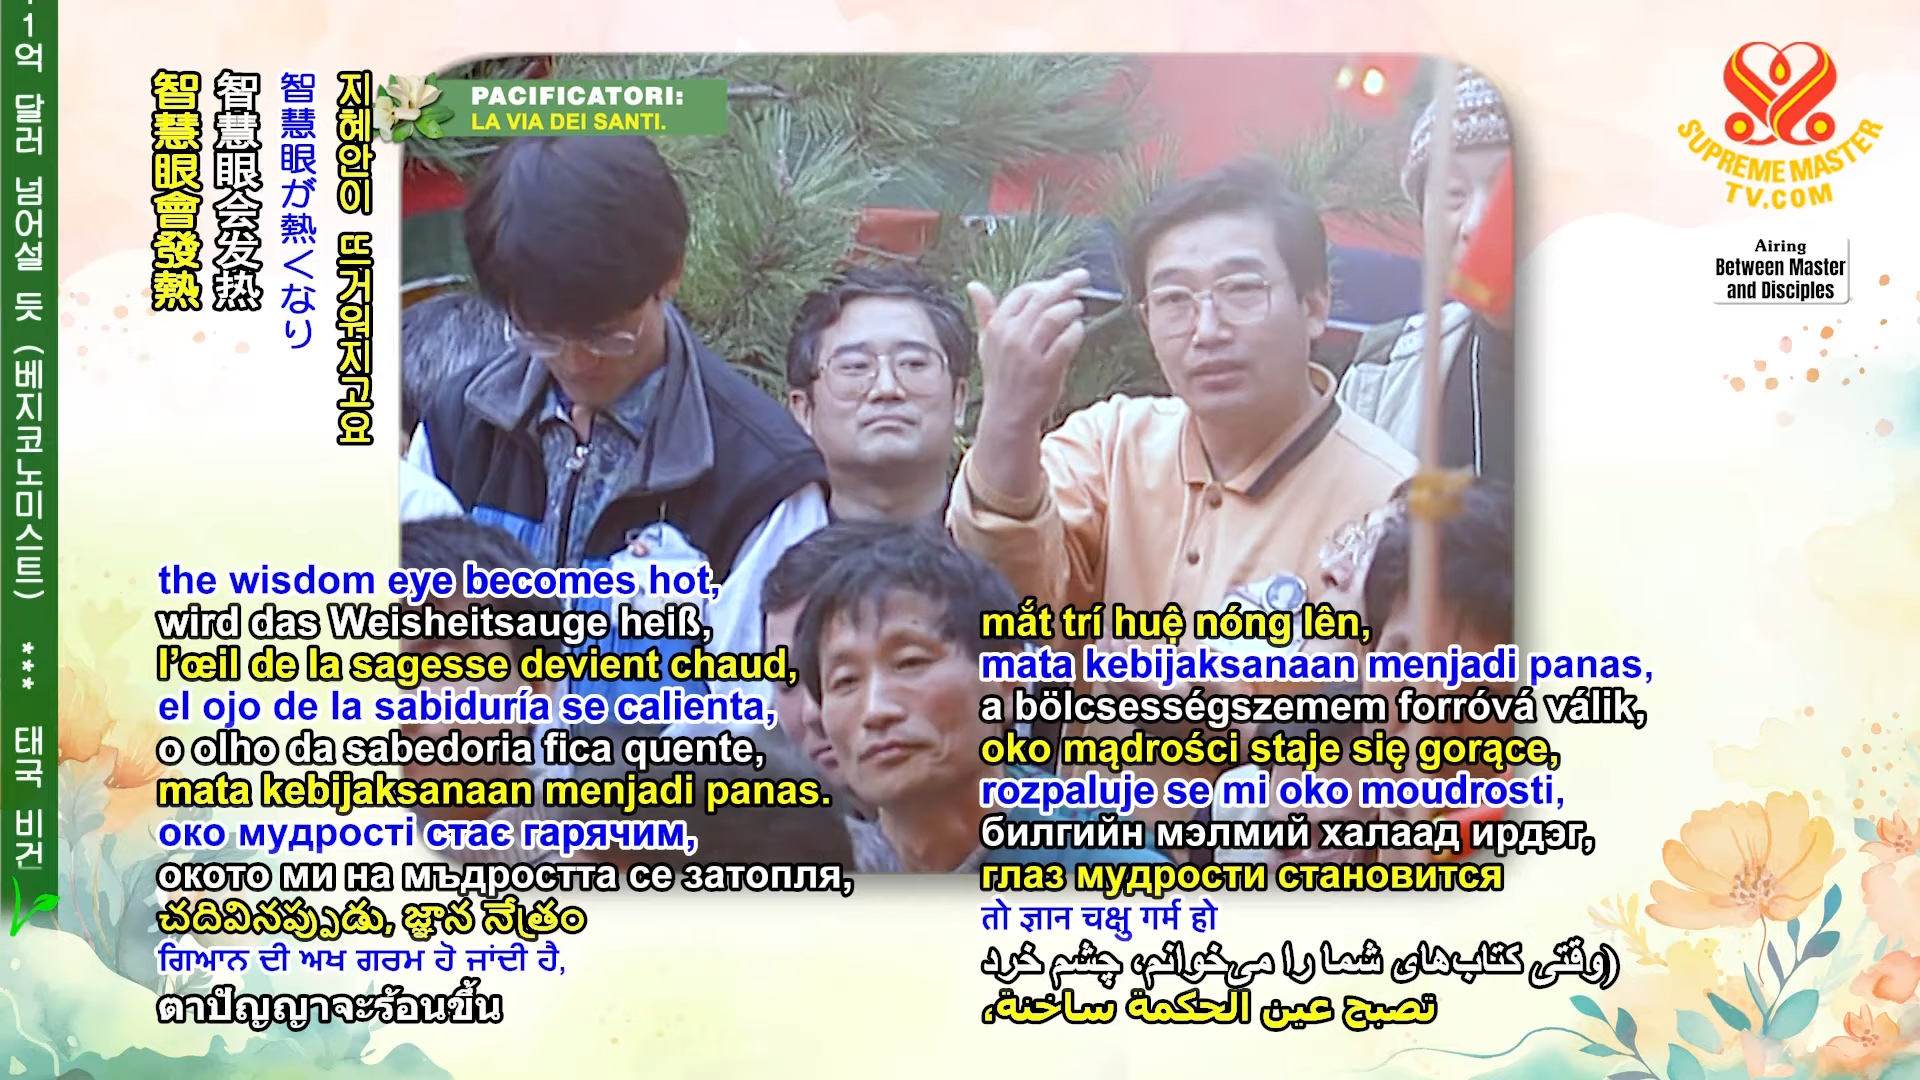 1억 달러 넘어설 듯 (베지코노미스트) *** 태국 비건
智慧眼會發熱
智慧眼会发热
智慧眼が熱くなり
지혜안이 뜨거워지고요
PACIFICATORI:
LA VIA DEI SANTI.
SUPREME MASTER
TV.COM
Airing
Between Master
and Disciples
the wisdom eye becomes hot,
wird das Weisheitsauge heiß,
l’œil de la sagesse devient chaud,
el ojo de la sabiduría se calienta,
o olho da sabedoria fica quente,
mata kebijaksanaan menjadi panas.
око мудрості стає гарячим,
окото ми на мъдростта се затопля,
చదివినప్పుడు, జ్ఞాన నేత్రం
ਗਿਆਨ ਦੀ ਅਖ ਗਰਮ ਹੋ ਜਾਂਦੀ ਹੈ,
ตาปัญญาจะร้อนขึ้น
mắt trí huệ nóng lên,
mata kebijaksanaan menjadi panas,
a bölcsességszemem forróvá válik,
oko mądrości staje się gorące,
rozpaluje se mi oko moudrosti,
билгийн мэлмий халаад ирдэг,
глаз мудрости становится
तो ज्ञान चक्षु गर्म हो
(وقتی کتاب‌های شما را می‌خوانم، چشم خرد
تصبح عين الحكمة ساخنة،